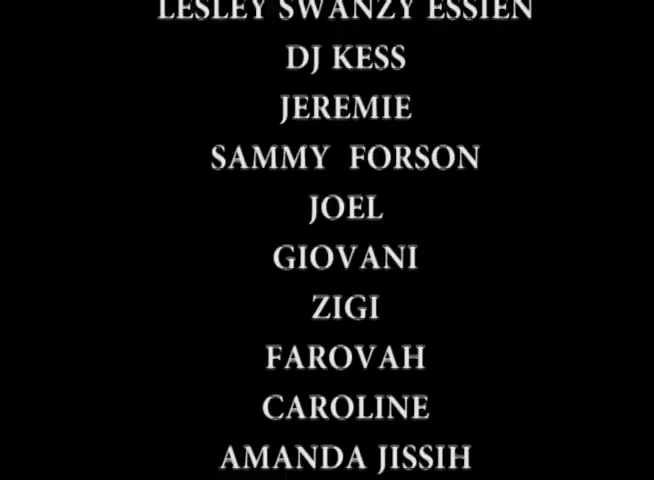 LESLEY SWANZY ESSIEN
DJ KESS
JEREMIE
SAMMY FORSON
JOEL
GIOVANI
ZIGI
FAROVAH
CAROLINE
AMANDA JISSIH